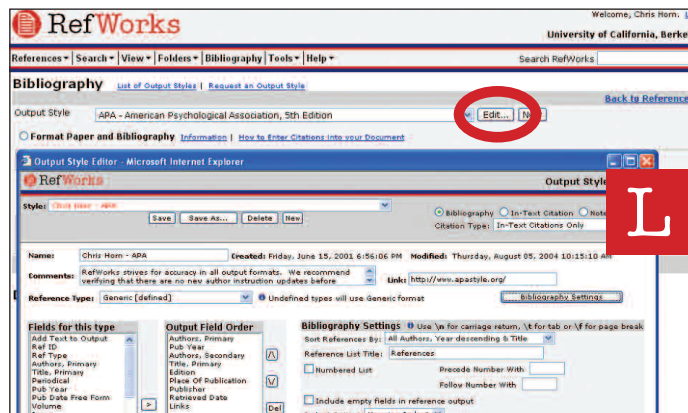 Welcome, Chris Horn.
RefWorks
University of California,
References Search View Folders Bibliography Tools Help Search RefWorks
Bibliography List of Output Styles | Request an Output Style
Back to
Output Style APA - American Psychological Association, 5th Edition Edit...
Format Paper and Bibliography Information | How to Enter Citations into your Document
Output Style Editor - Microsoft Internet Explorer
RefWorks Output
L
Style: Chris Horn - APA
Save Save As... Delete New
Bibliography In-Text Citation
Citation Type: In-Text Citations Only
Name: Chris Horn - APA Created: Friday, June 15, 2001 6:56:06 PM Modified: Thursday, August 05, 2004 10:15:10 AM
Comments: RefWorks strives for accuracy in all output formats. We recommend
verifying that there are no new author instruction updates before
Link: http://www.apastyle.org/
Reference Type: Generic [defined] Undefined types will use Generic format Bibliography Settings
Fields for this type
Add Text to Output
Ref ID
Ref Type
Authors, Primary
Title, Primary
Periodical
Pub Year
Pub Date Free Form
Volume
>
Output Field Order
Authors, Primary
Pub Year
Authors, Secondary
Title, Primary
Edition
Place Of Publication
Publisher
Retrieved Date
Links
Del
Bibliography Settings Use \n for carriage return, \t for tab or \f for page break
Sort References By: All Authors, Year descending & Title
Reference List Title: References
Numbered List Precede Number With
Follow Number With
Include empty fields in reference output